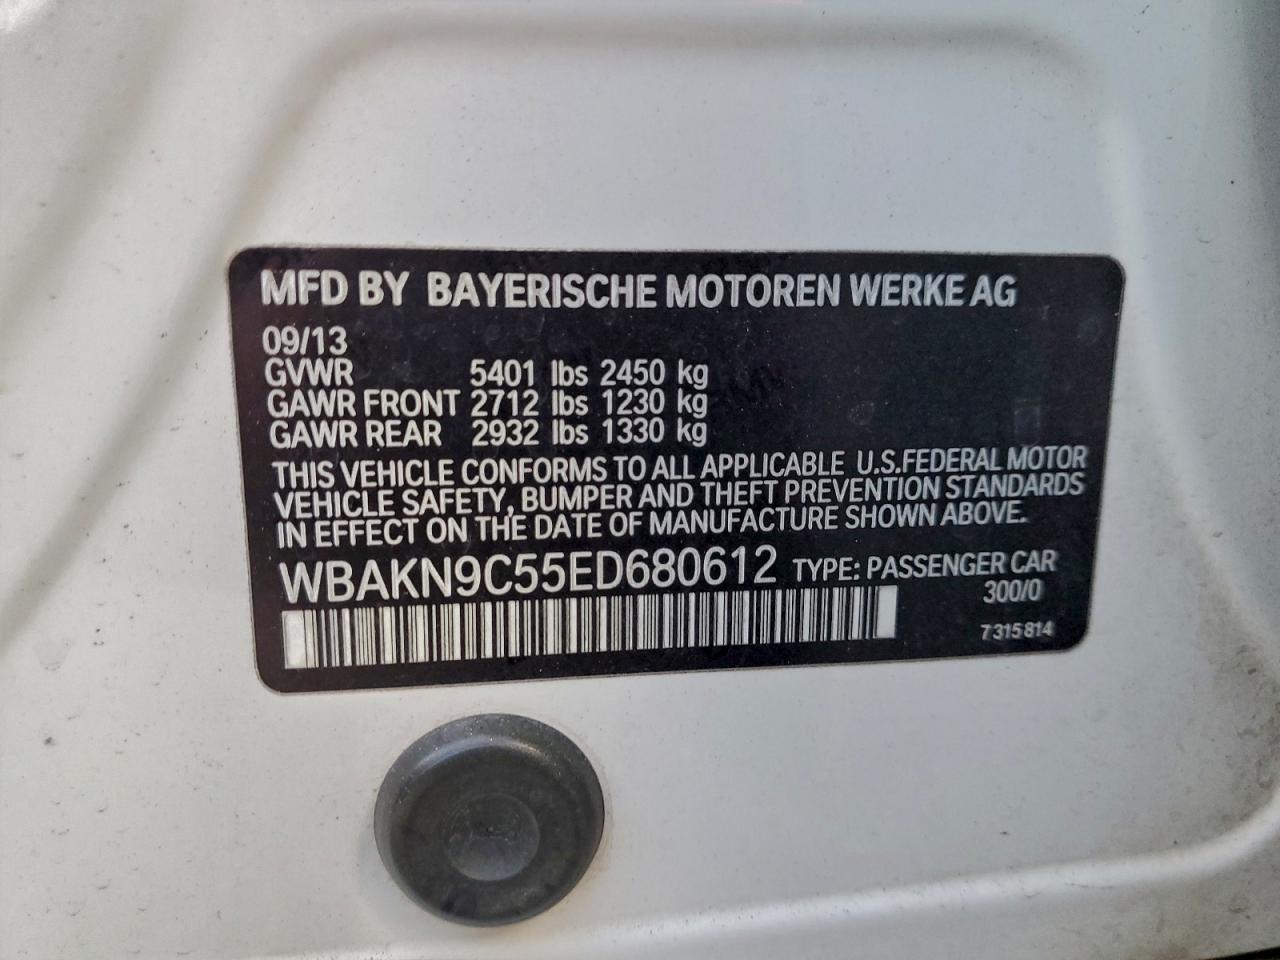 MFD BY BAYERISCHE MOTOREN WERKE AG
09/13
GVWR 5401 lbs 2450 kg
GAWR FRONT 2712 lbs 1230 kg
GAWR REAR 2932 lbs 1330 kg
THIS VEHICLE CONFORMS TO ALL APPLICABLE U.S.FEDERAL MOTOR
VEHICLE SAFETY, BUMPER AND THEFT PREVENTION STANDARDS
IN EFFECT ON THE DATE OF MANUFACTURE SHOWN ABOVE.
WBAKN9C55ED680612 TYPE: PASSENGER CAR
300/0
7315814